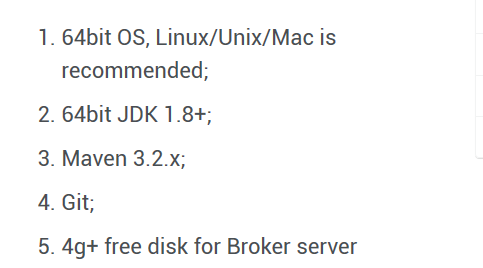 1. 64bit OS, Linux/Unix/Mac is
recommended;
2. 64bit JDK 1.8+;
3. Maven 3.2.x;
4. Git;
5. 4g+ free disk for Broker server